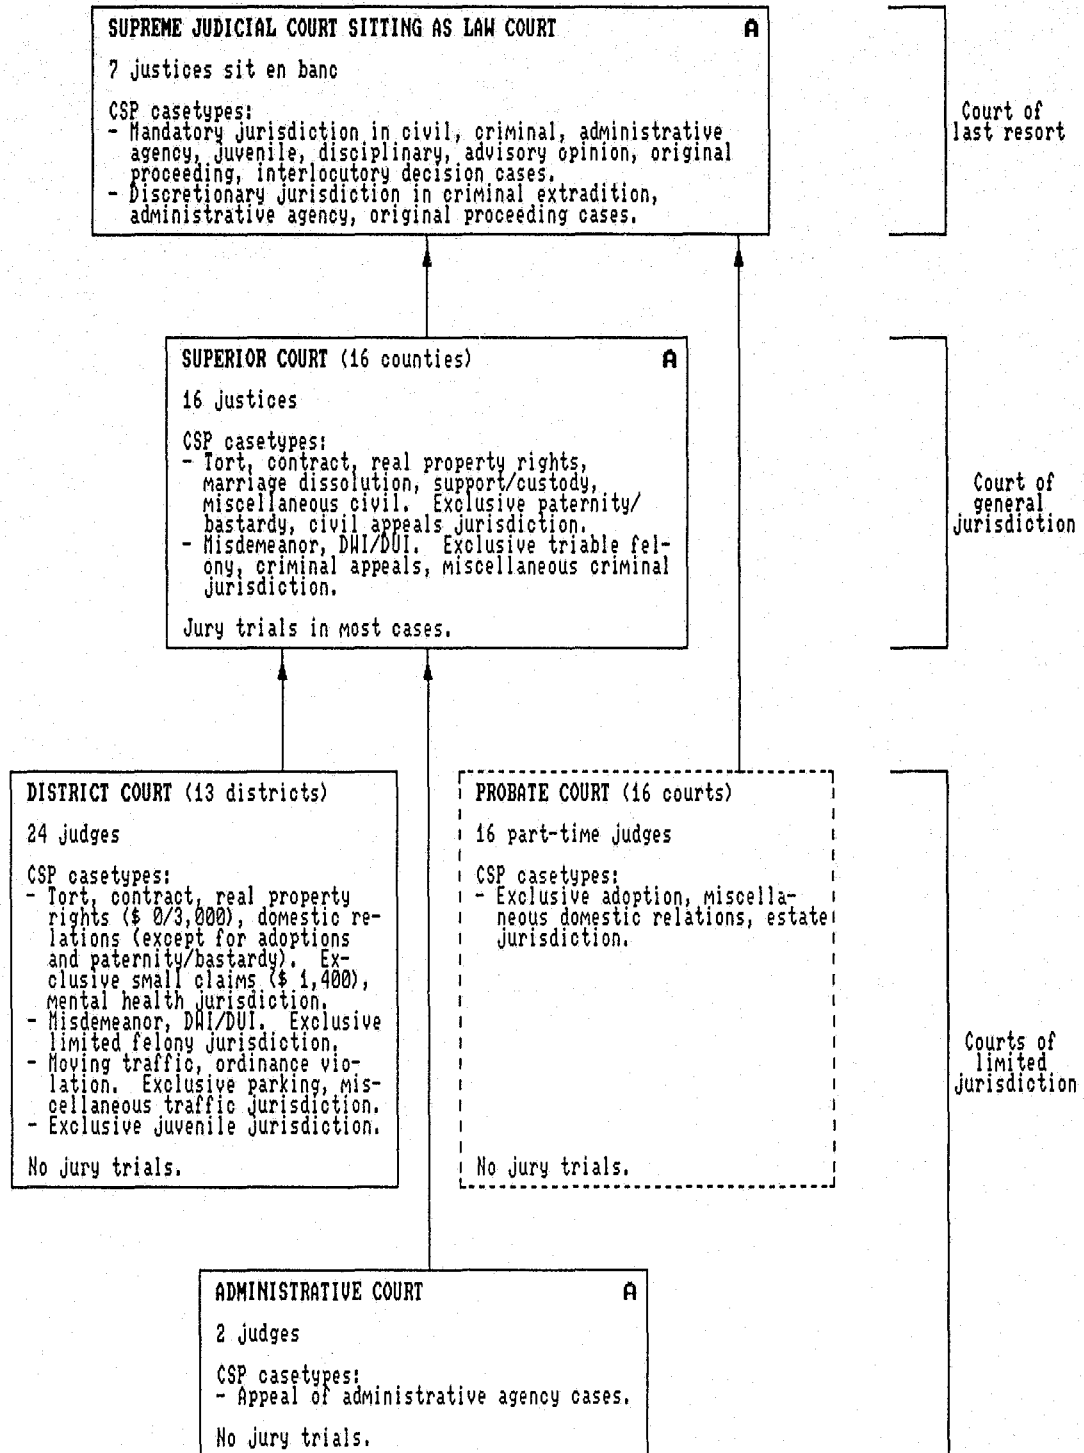 SUPREME JUDICIAL COURT SITTING AS LAW COURT A
7 justices sit en banc
CSP casetypes:
- Mandatory jurisdiction in civil, criminal, administrative
agency, juvenile, disciplinary, advisory opinion, original
proceeding, interlocutory decision cases.
- Discretionary jurisdiction in criminal extradition,
administrative agency, original proceeding cases.
Court of
last resort
SUPERIOR COURT (16 counties) A
16 justices
CSP casetypes:
- Tort, contract, real property rights,
marriage dissolution, support/custody,
miscellaneous civil. Exclusive paternity/
bastardy, civil appeals jurisdiction.
- Misdemeanor, DWI/DUI. Exclusive triable fel-
ony, criminal appeals, miscellaneous criminal
jurisdiction.
Jury trials in most cases.
Court of
general
jurisdiction
DISTRICT COURT (13 districts)
24 judges
CSP casetypes:
- Tort, contract, real property
rights ($ 0/3,000), domestic re-
lations (except for adoptions
and paternity/bastardy). Ex-
clusive small claims ($ 1,400),
mental health jurisdiction.
- Misdemeanor, DWI/DUI. Exclusive
limited felony jurisdiction.
- Moving traffic, ordinance vio-
lation. Exclusive parking, mis-
cellaneous traffic jurisdiction.
- Exclusive juvenile jurisdiction.
No jury trials.
PROBATE COURT (16 courts)
16 part-time judges
CSP casetypes:
- Exclusive adoption, miscella-
neous domestic relations, estate
jurisdiction.
No jury trials.
Courts of
limited
jurisdiction
ADMINISTRATIVE COURT A
2 judges
CSP casetypes:
- Appeal of administrative agency cases.
No jury trials.